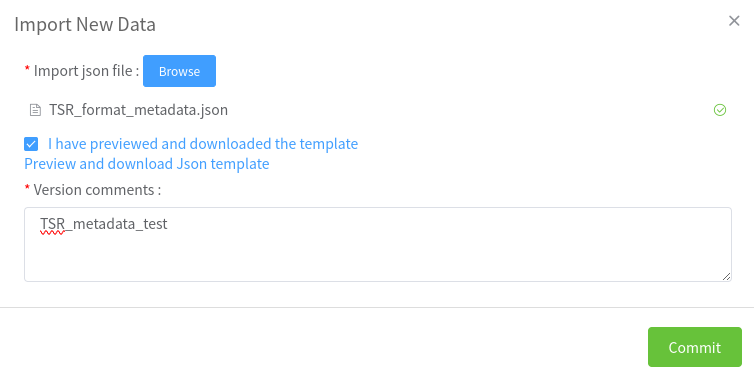 Import New Data
* Import json file : Browse
TSR_format_metadata.json
I have previewed and downloaded the template
Preview and download Json template
* Version comments :
TSR_metadata_test
Commit